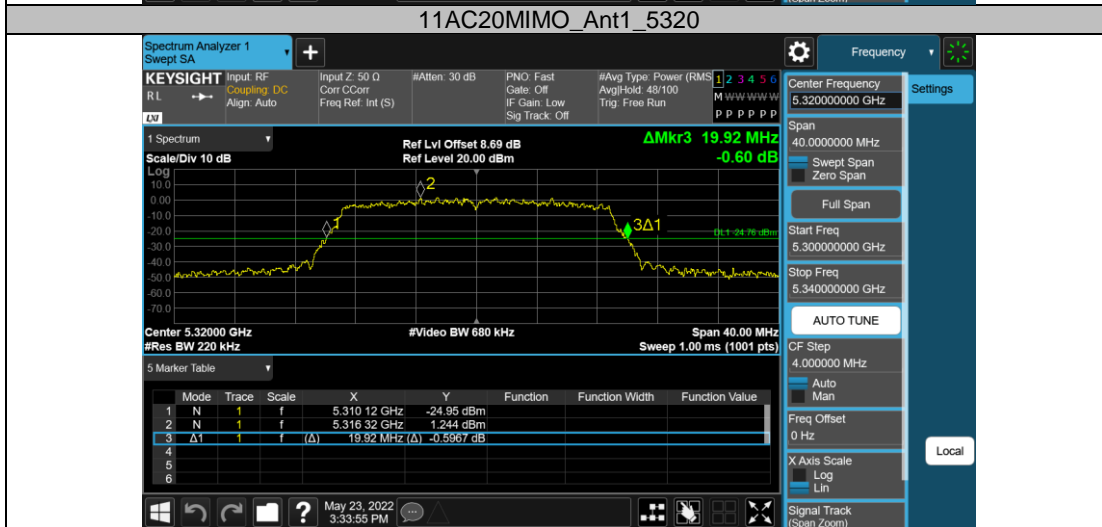 (Span Zoom)
11AC20MIMO_Ant1_5320
Spectrum Analyzer 1
Swept SA
Frequency
KEYSIGHT Input: RF Input Z: 50 Ω #Atten: 30 dB PNO: Fast #Avg Type: Power (RMS 1 2 3 4 5 6
RL Coupling: DC Corr CCorr Gate: Off Avg|Hold: 48/100 M W W W W W
Align: Auto Freq Ref: Int (S) IF Gain: Low Trig: Free Run
Sig Track: Off P P P P P P
LXI
Center Frequency
5.320000000 GHz
Settings
Span
40.0000000 MHz
Swept Span
Zero Span
Full Span
Start Freq
5.300000000 GHz
Stop Freq
5.340000000 GHz
AUTO TUNE
CF Step
4.000000 MHz
Auto
Man
Freq Offset
0 Hz
X Axis Scale
Log
Lin
Signal Track
(Span Zoom)
Local
1 Spectrum
Ref Lvl Offset 8.69 dB ΔMkr3 19.92 MHz
Scale/Div 10 dB Ref Level 20.00 dBm -0.60 dB
Log
10.0
0.00
-10.0
-20.0
-30.0
-40.0
-50.0
-60.0
-70.0
2
1
3Δ1
DL1 -24.76 dBm
Center 5.32000 GHz #Video BW 680 kHz Span 40.00 MHz
#Res BW 220 kHz Sweep 1.00 ms (1001 pts)
5 Marker Table
Mode Trace Scale X Y Function Function Width Function Value
1 N 1 f 5.310 12 GHz -24.95 dBm
2 N 1 f 5.316 32 GHz 1.244 dBm
3 Δ1 1 f (Δ) 19.92 MHz (Δ) -0.5967 dB
4
5
6
?
May 23, 2022
3:33:55 PM